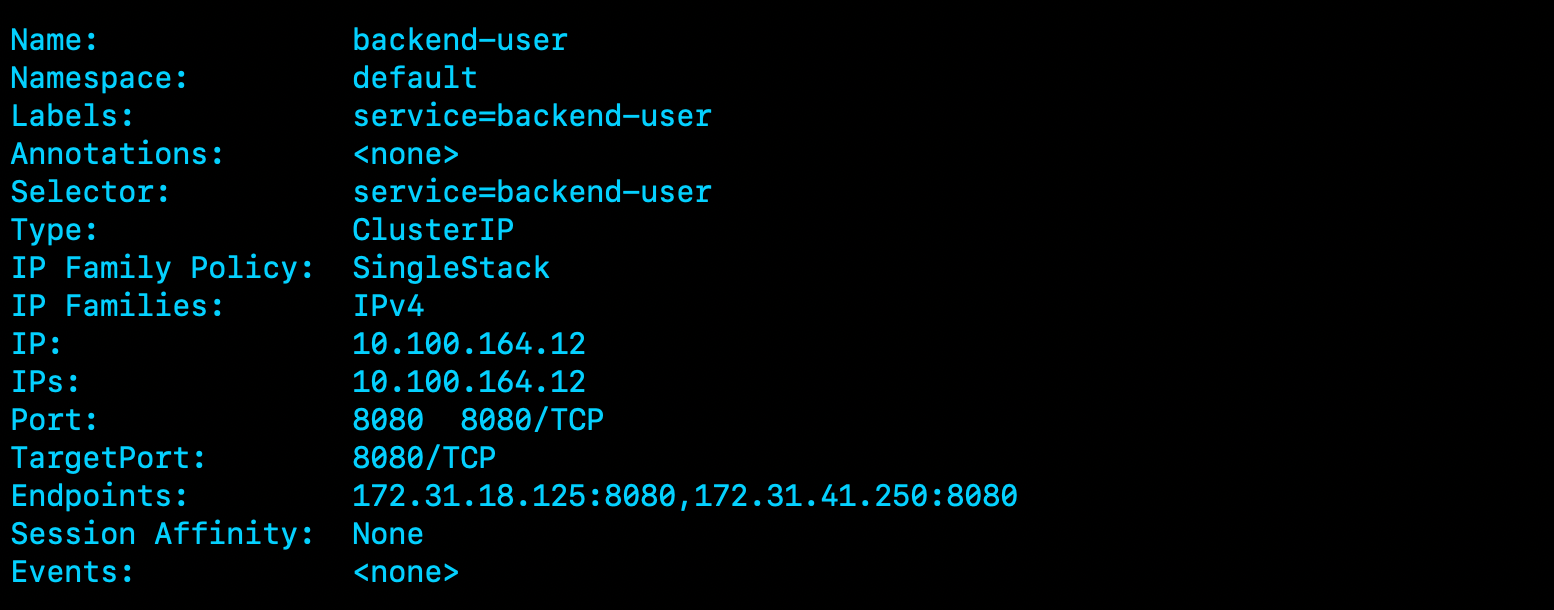 Name:              backend-user
Namespace:         default
Labels:            service=backend-user
Annotations:       <none>
Selector:          service=backend-user
Type:              ClusterIP
IP Family Policy:  SingleStack
IP Families:       IPv4
IP:                10.100.164.12
IPs:               10.100.164.12
Port:              8080  8080/TCP
TargetPort:        8080/TCP
Endpoints:         172.31.18.125:8080,172.31.41.250:8080
Session Affinity:  None
Events:            <none>